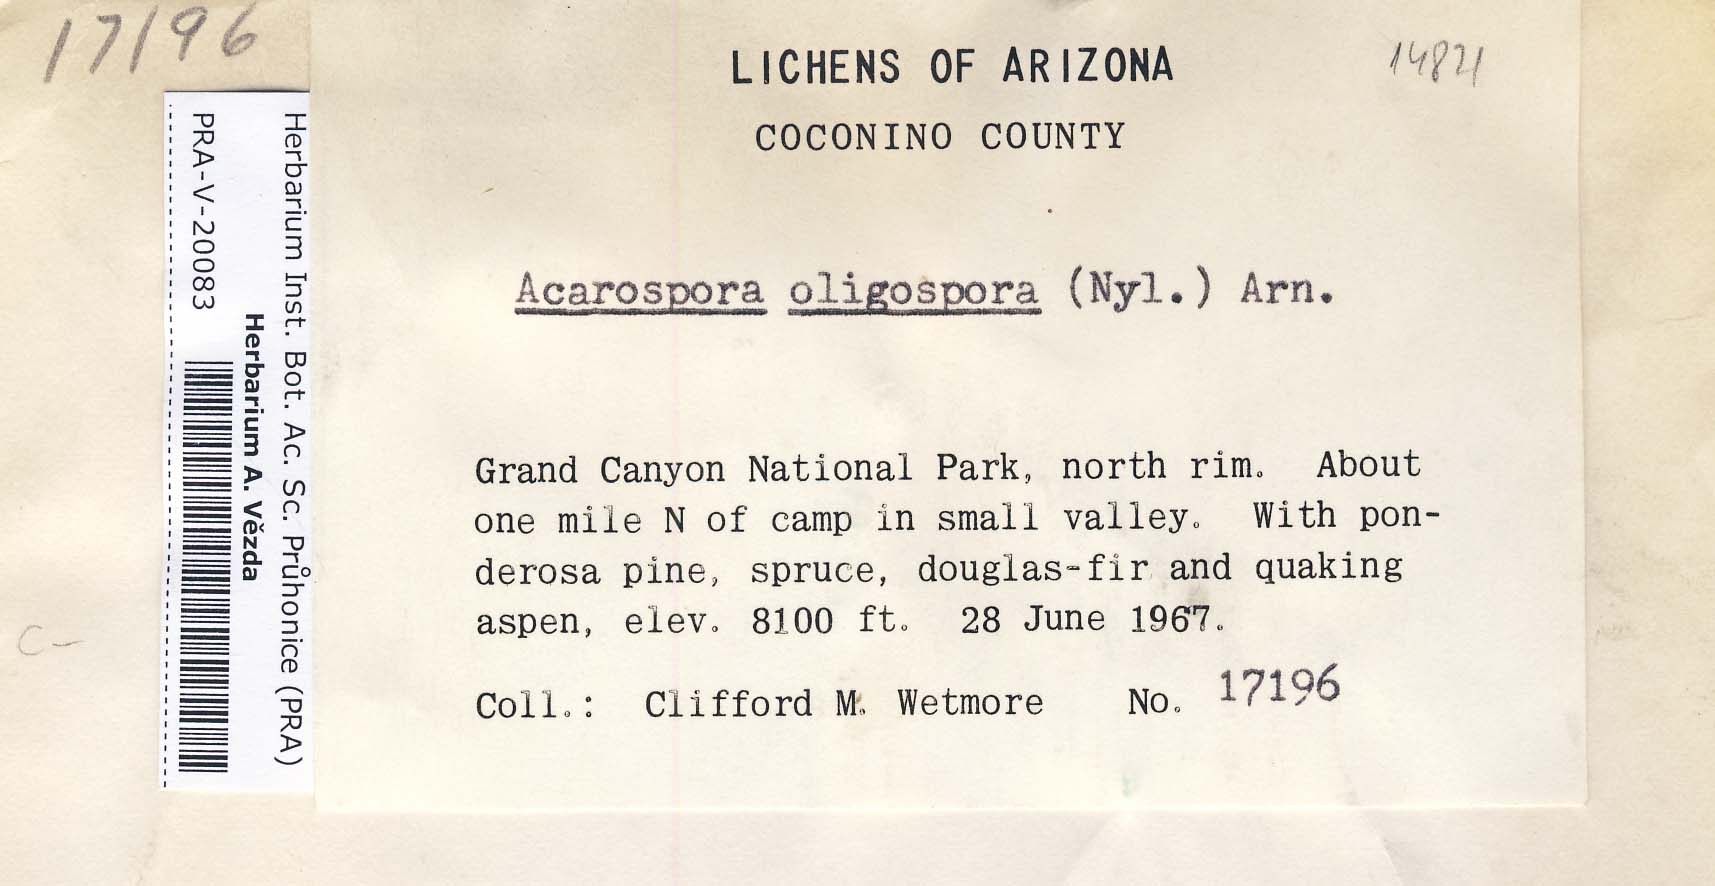 17196
LICHENS OF ARIZONA
14821
COCONINO COUNTY
Acarospora oligospora (Nyl.) Arn.
Grand Canyon National Park, north rim. About
one mile N of camp in small valley. With pon-
derosa pine, spruce, douglas-fir and quaking
aspen, elev. 8100 ft. 28 June 1967.
Coll.: Clifford M. Wetmore No. 17196
Herbarium Inst. Bot. Ac. Sc. Průhonice (PRA)
Herbarium A. Vězda
PRA-V-20083
C-